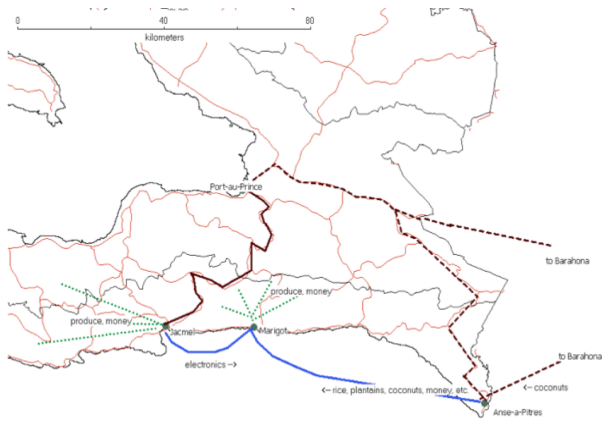 0 40 80
kilometers
Port-au-Prince
to Barahona
produce, money
produce, money
Jacmel
Marigot
to Barahona
electronics →
← rice, plantains, coconuts, money, etc.
← coconuts
Anse-a-Pitres